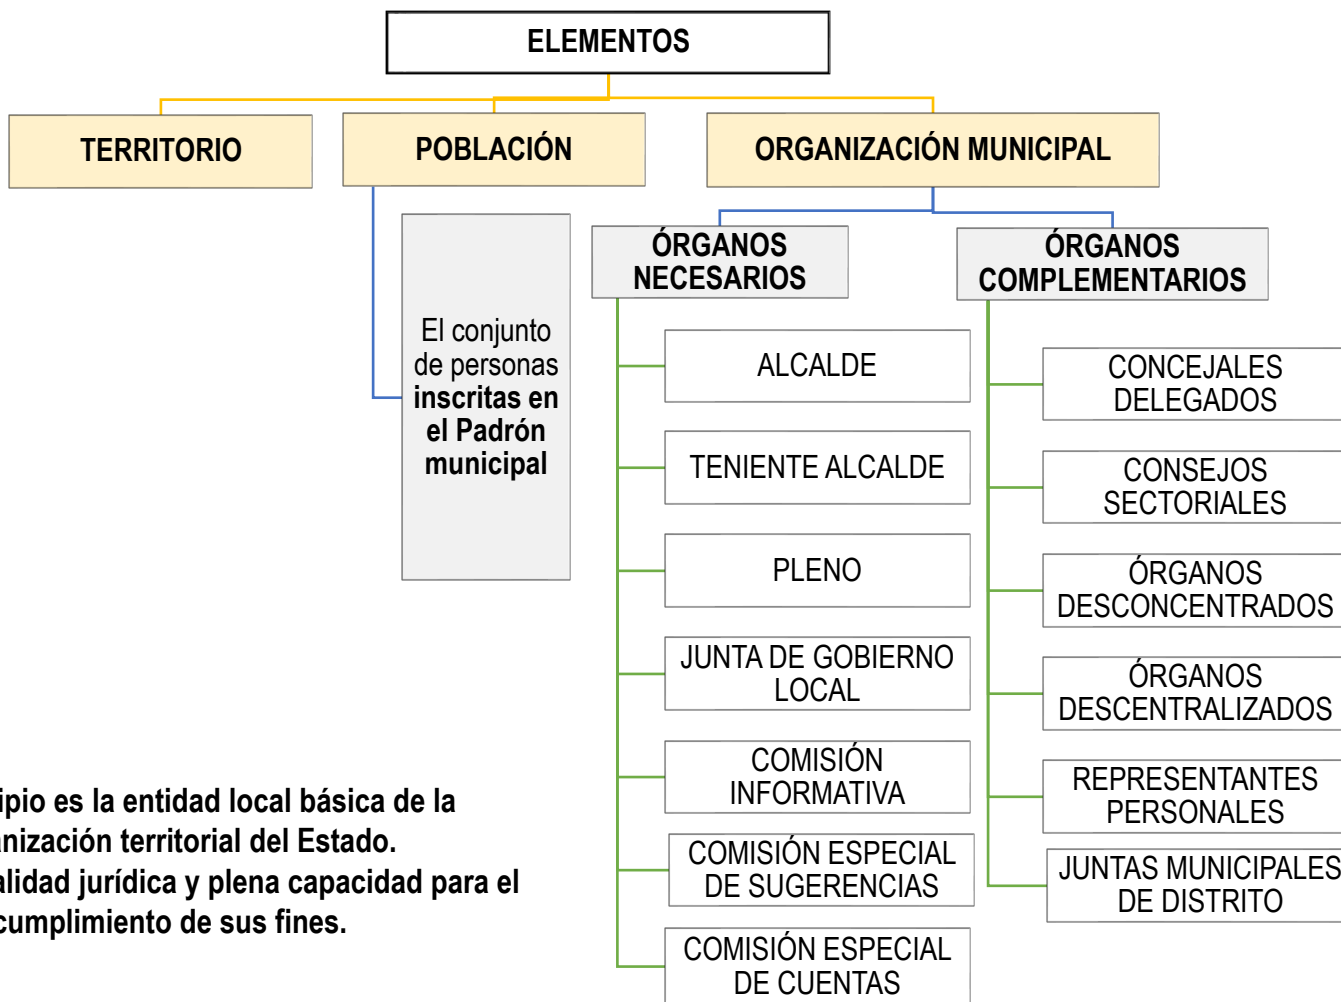 ELEMENTOS
TERRITORIO
POBLACIÓN
ORGANIZACIÓN MUNICIPAL
El conjunto
de personas
inscritas en
el Padrón
municipal
ÓRGANOS
NECESARIOS
ALCALDE
TENIENTE ALCALDE
PLENO
JUNTA DE GOBIERNO
LOCAL
COMISIÓN
INFORMATIVA
COMISIÓN ESPECIAL
DE SUGERENCIAS
COMISIÓN ESPECIAL
DE CUENTAS
ÓRGANOS
COMPLEMENTARIOS
CONCEJALES
DELEGADOS
CONSEJOS
SECTORIALES
ÓRGANOS
DESCONCENTRADOS
ÓRGANOS
DESCENTRALIZADOS
REPRESENTANTES
PERSONALES
JUNTAS MUNICIPALES
DE DISTRITO
ipio es la entidad local básica de la
anización territorial del Estado.
alidad jurídica y plena capacidad para el
cumplimiento de sus fines.